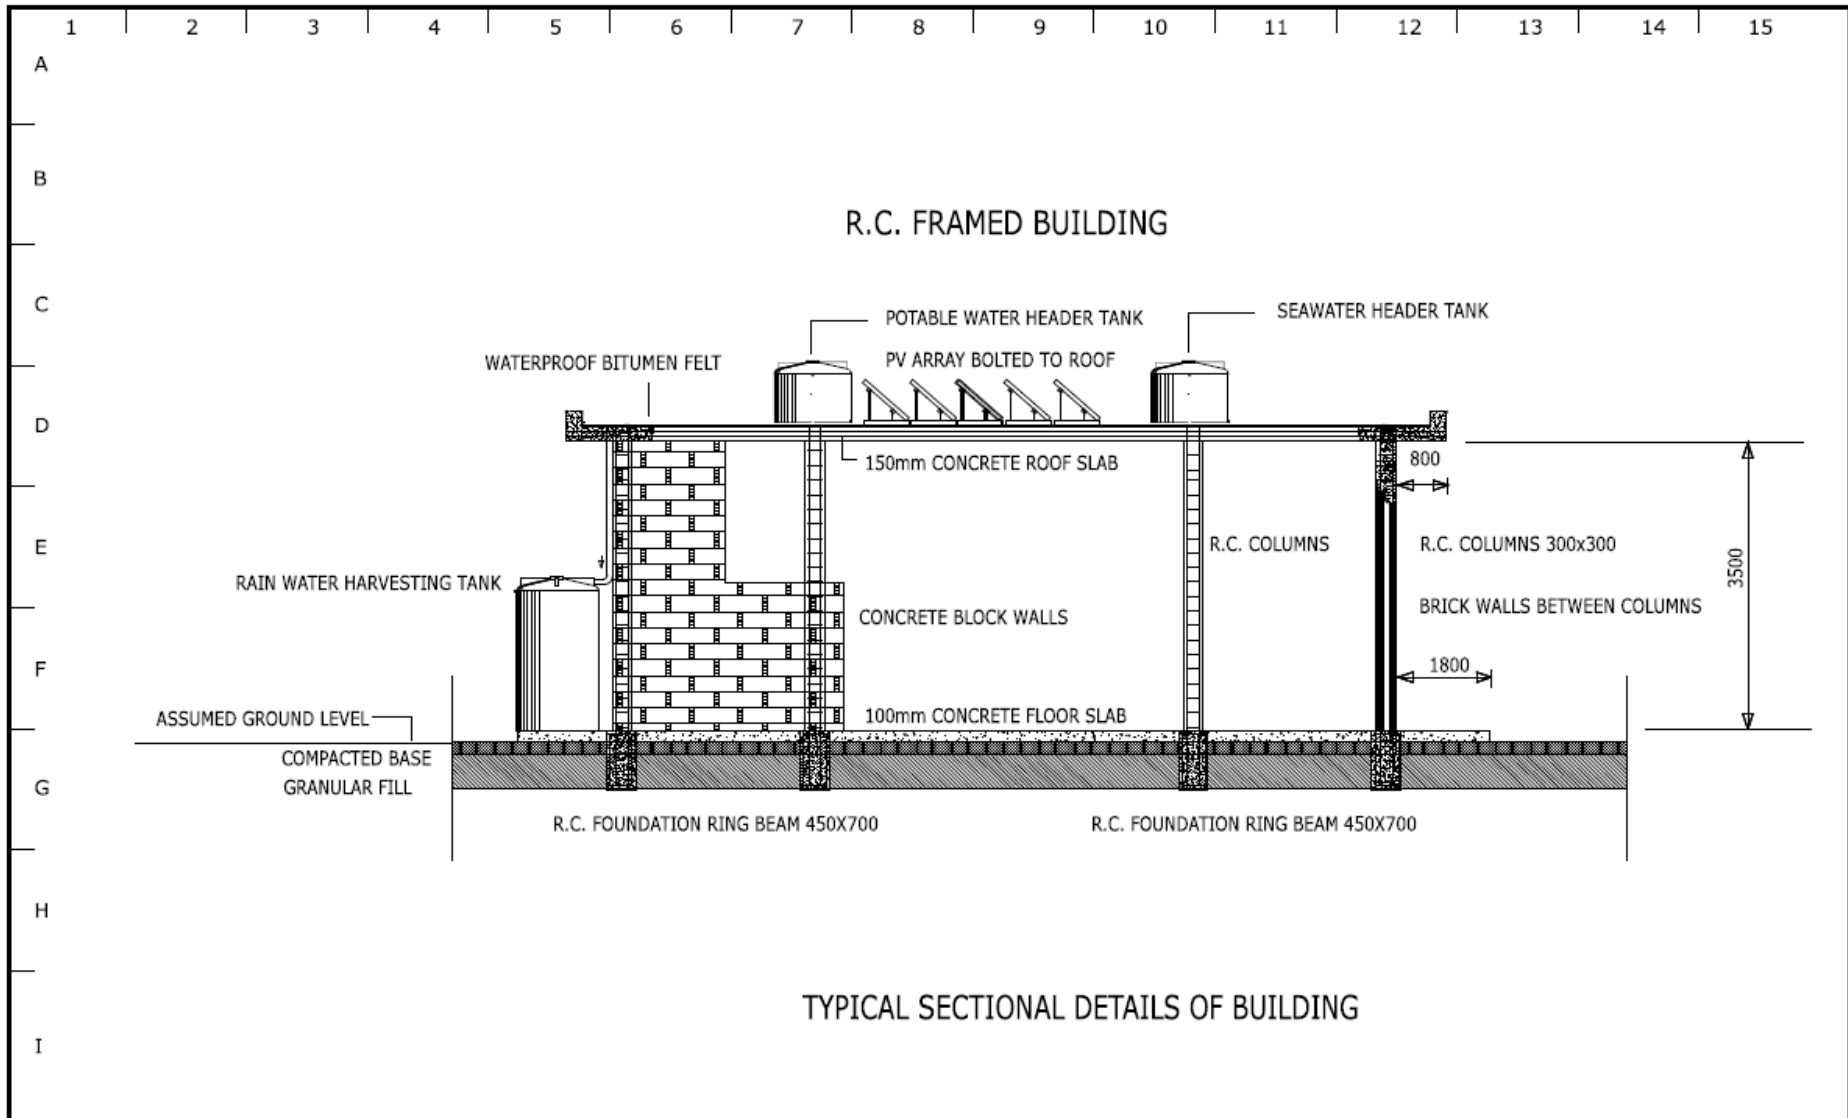 1 2 3 4 5 6 7 8 9 10 11 12 13 14 15
A
B
R.C. FRAMED BUILDING
C
POTABLE WATER HEADER TANK
SEAWATER HEADER TANK
WATERPROOF BITUMEN FELT
PV ARRAY BOLTED TO ROOF
D
150mm CONCRETE ROOF SLAB
800
E
R.C. COLUMNS
R.C. COLUMNS 300x300
3500
RAIN WATER HARVESTING TANK
CONCRETE BLOCK WALLS
BRICK WALLS BETWEEN COLUMNS
F
1800
ASSUMED GROUND LEVEL
100mm CONCRETE FLOOR SLAB
COMPACTED BASE
G
GRANULAR FILL
R.C. FOUNDATION RING BEAM 450X700
R.C. FOUNDATION RING BEAM 450X700
H
TYPICAL SECTIONAL DETAILS OF BUILDING
I